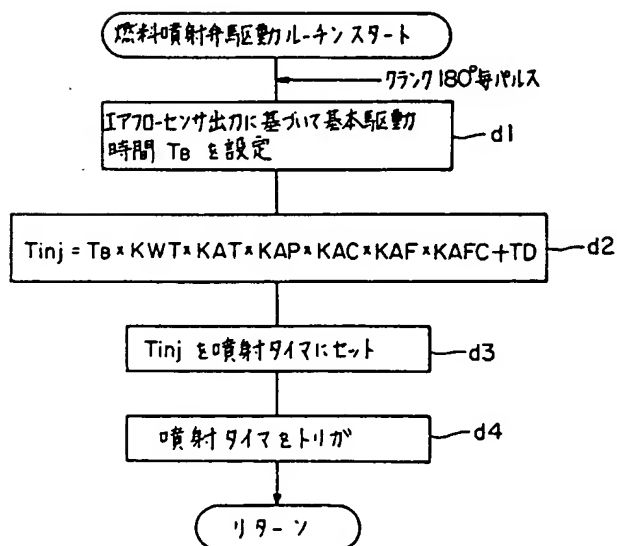 燃料噴射弁駆動ルーチンスタート
クランク180°毎パルス
エアフローセンサ出力に基づいて基本駆動
時間 TB を設定
d1
Tinj = TB × KWT × KAT × KAP × KAC × KAF × KAFC + TD
d2
Tinj を噴射タイマにセット
d3
噴射タイマをトリガ
d4
リターン